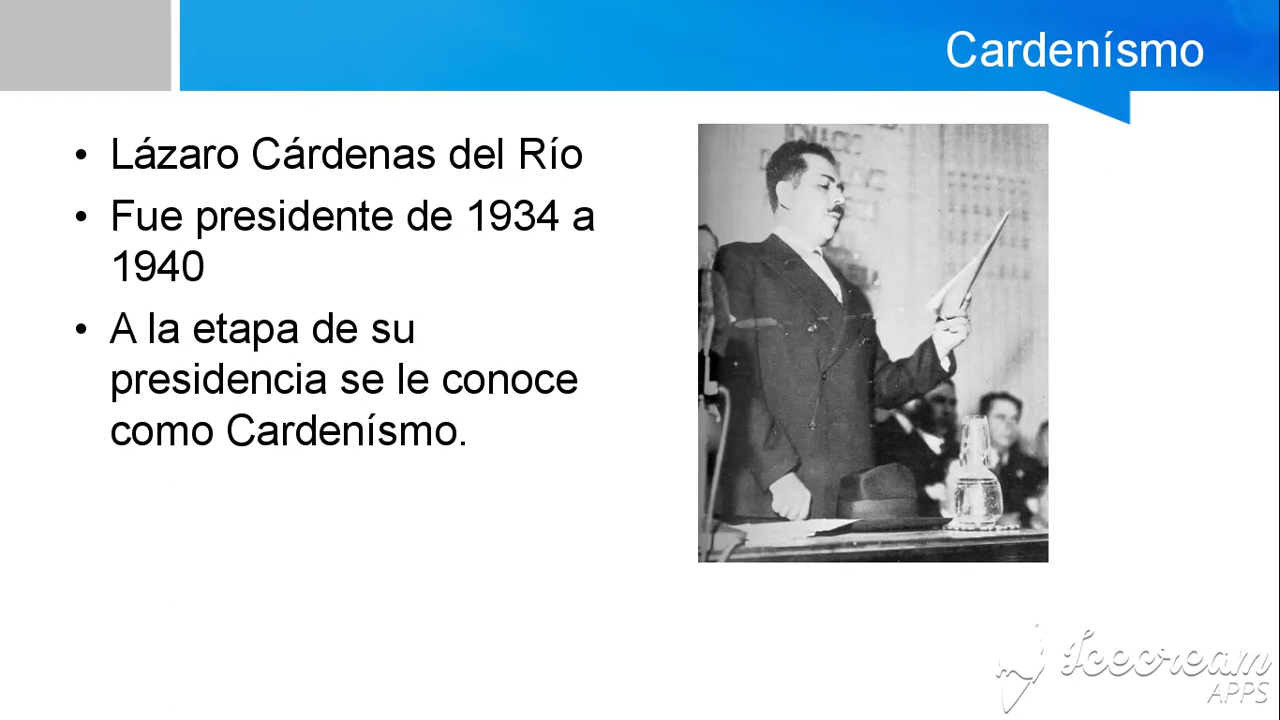 Cardenísmo
• Lázaro Cárdenas del Río
• Fue presidente de 1934 a
1940
• A la etapa de su
presidencia se le conoce
como Cardenísmo.
Icecream
APPS